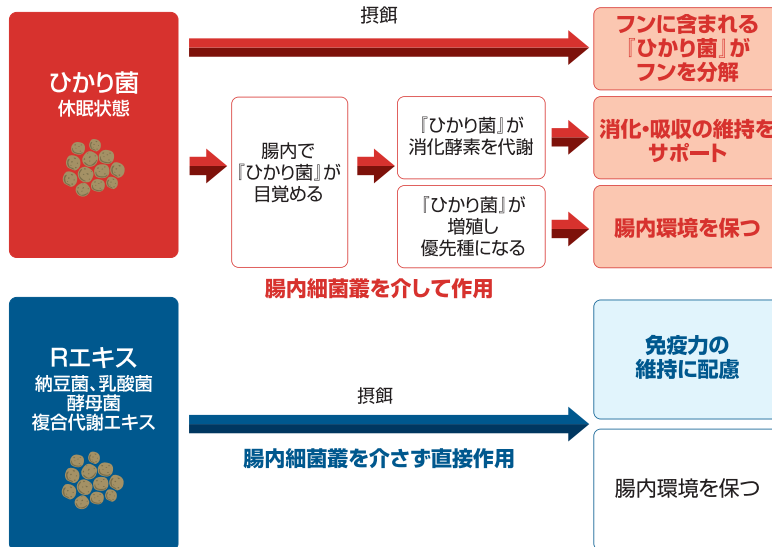 摂餌
ひかり菌
休眠状態
フンに含まれる
『ひかり菌』が
フンを分解
腸内で
『ひかり菌』が
目覚める
『ひかり菌』が
消化酵素を代謝
消化・吸収の維持を
サポート
『ひかり菌』が
増殖し
優先種になる
腸内環境を保つ
腸内細菌叢を介して作用
Rエキス
納豆菌、乳酸菌
酵母菌
複合代謝エキス
摂餌
腸内細菌叢を介さず直接作用
免疫力の
維持に配慮
腸内環境を保つ